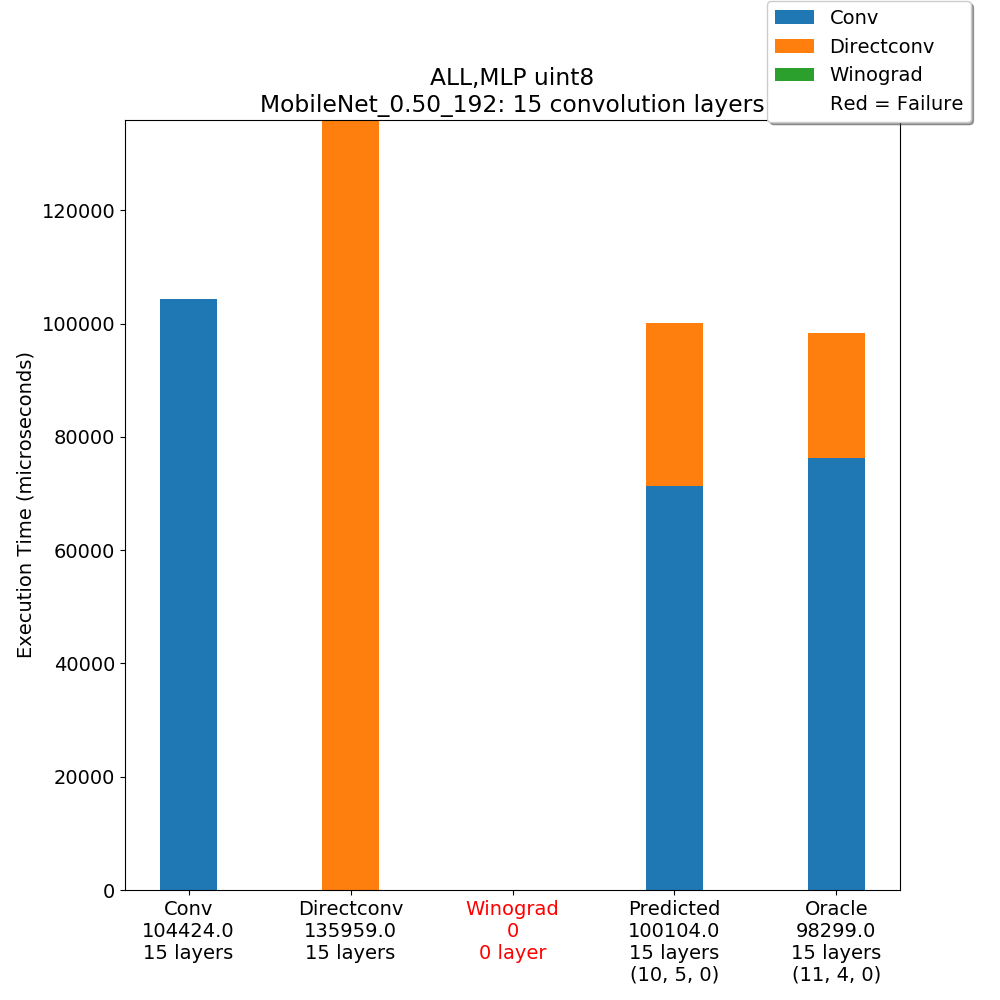 Conv
Directconv
Winograd
Red = Failure
ALL,MLP uint8
MobileNet_0.50_192: 15 convolution layers
Execution Time (microseconds)
120000
100000
80000
60000
40000
20000
0
Conv
104424.0
15 layers
Directconv
135959.0
15 layers
Winograd
0
0 layer
Predicted
100104.0
15 layers
(10, 5, 0)
Oracle
98299.0
15 layers
(11, 4, 0)